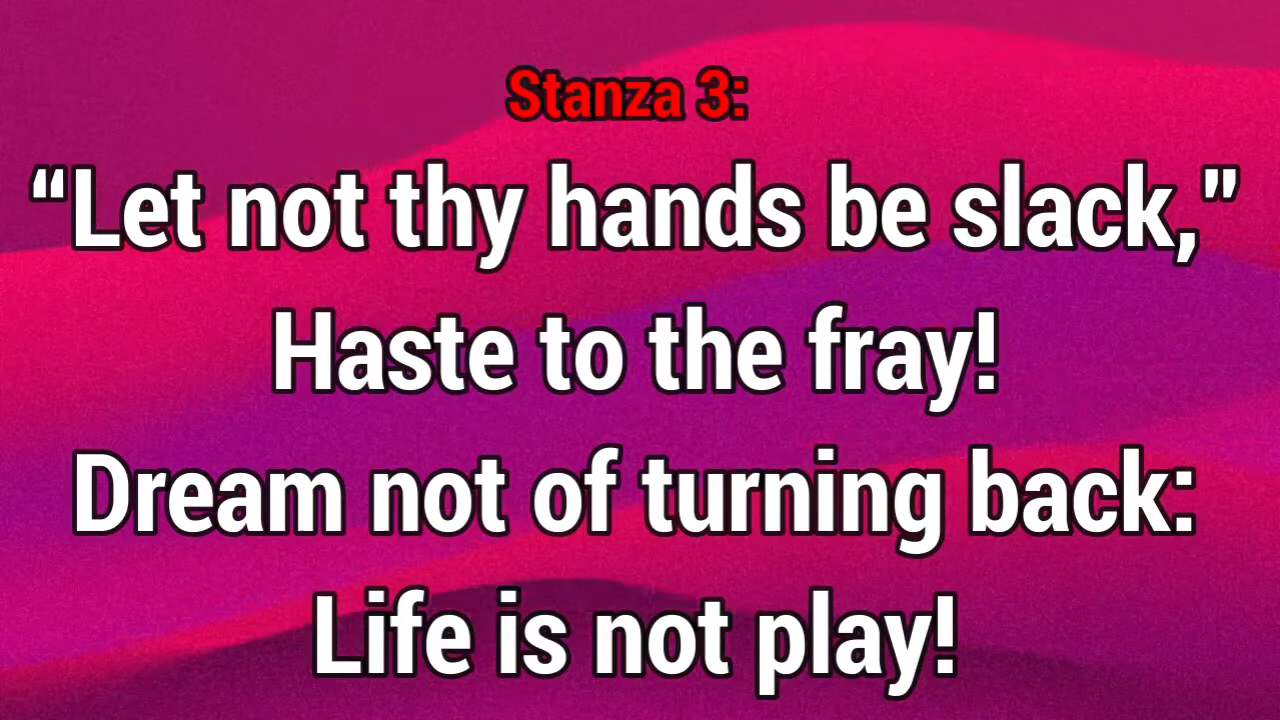 Stanza 3:
“Let not thy hands be slack,”
Haste to the fray!
Dream not of turning back:
Life is not play!